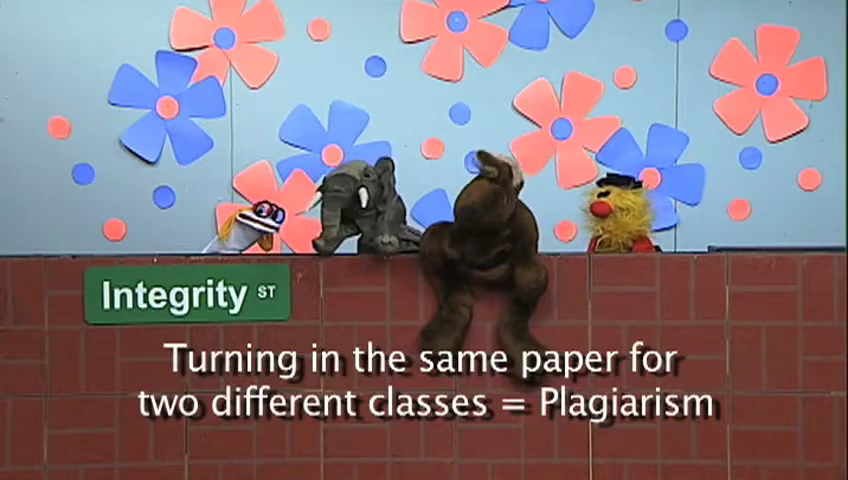 Integrity ST
Turning in the same paper for
two different classes = Plagiarism